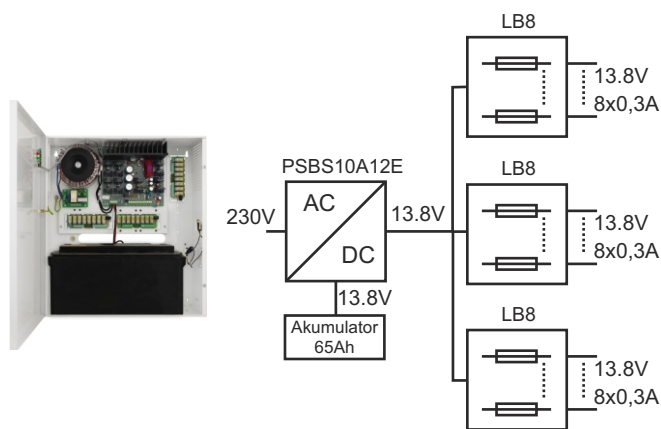 LB8
13.8V
8x0,3A
PSBS10A12E
230V
AC
DC
13.8V
13.8V
Akumulator
65Ah
LB8
13.8V
8x0,3A
LB8
13.8V
8x0,3A